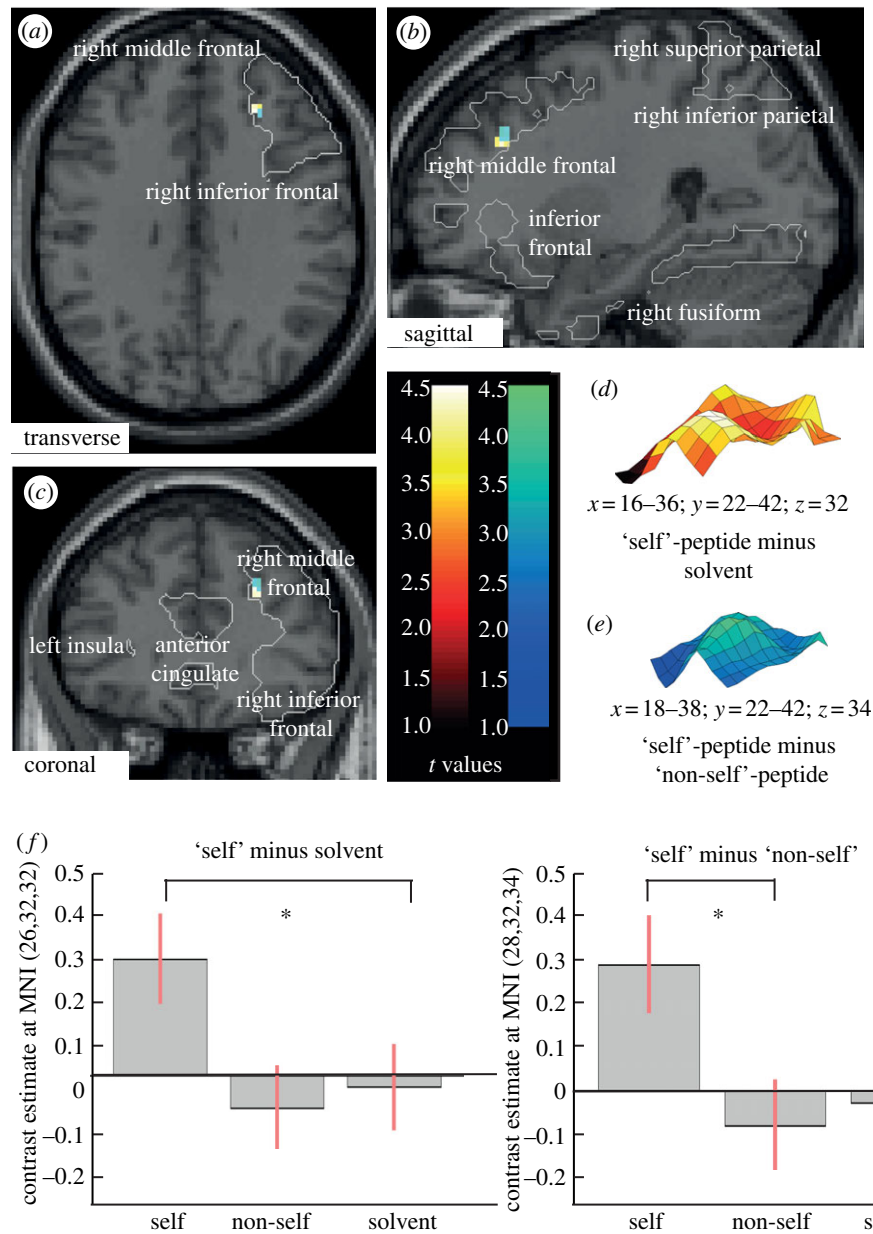 (a)
right middle frontal
right inferior frontal
transverse
(b)
right superior parietal
right inferior parietal
right middle frontal
inferior
frontal
right fusiform
sagittal
(c)
right middle
frontal
left insula
anterior
cingulate
right inferior
frontal
coronal
4.5 4.5
4.0 4.0
3.5 3.5
3.0 3.0
2.5 2.5
2.0 2.0
1.5 1.5
1.0 1.0
t values
(d)
x = 16–36; y = 22–42; z = 32
‘self’-peptide minus
solvent
(e)
x = 18–38; y = 22–42; z = 34
‘self’-peptide minus
‘non-self’-peptide
(f)
‘self’ minus solvent
*
contrast estimate at MNI (26,32,32)
0.5
0.4
0.3
0.2
0.1
0
–0.1
–0.2
self non-self solvent
‘self’ minus ‘non-self’
*
contrast estimate at MNI (28,32,34)
0.5
0.4
0.3
0.2
0.1
0
–0.1
–0.2
self non-self s